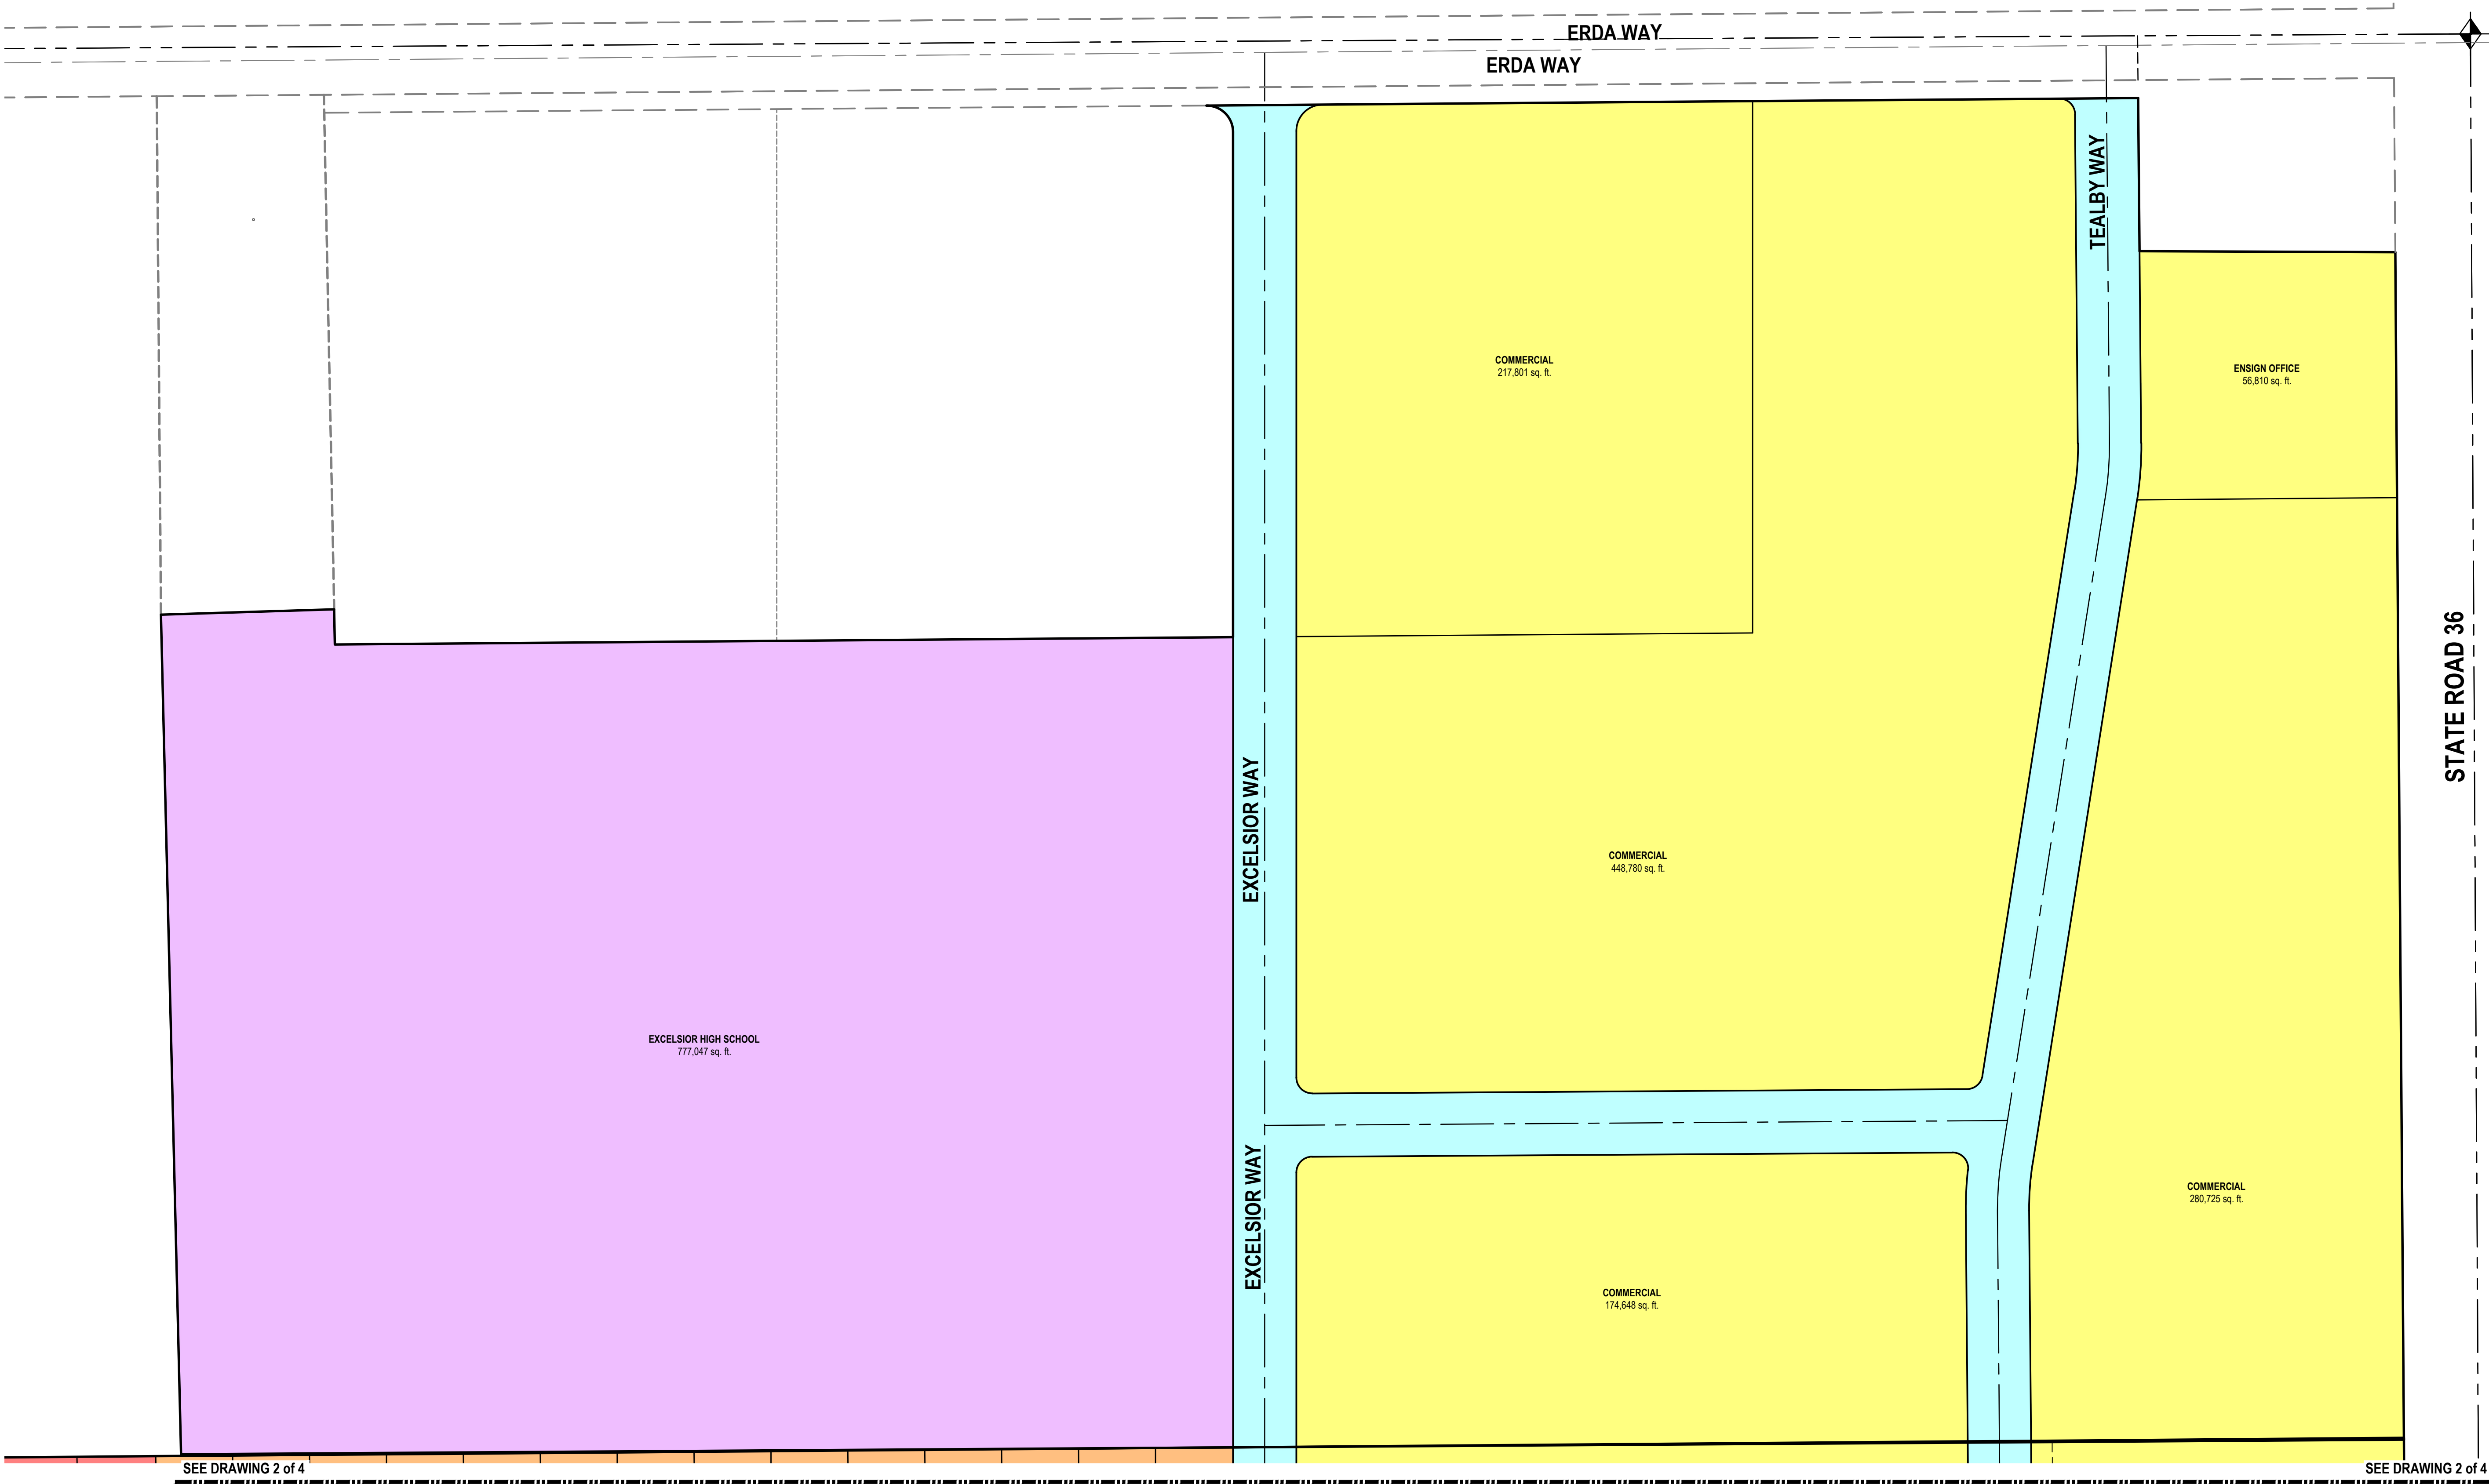 ERDA WAY
ERDA WAY
TEALBY WAY
COMMERCIAL
217,801 sq. ft.
ENSIGN OFFICE
56,810 sq. ft.
STATE ROAD 36
EXCELSIOR WAY
COMMERCIAL
448,780 sq. ft.
EXCELSIOR HIGH SCHOOL
777,047 sq. ft.
EXCELSIOR WAY
COMMERCIAL
280,725 sq. ft.
COMMERCIAL
174,648 sq. ft.
SEE DRAWING 2 of 4
SEE DRAWING 2 of 4